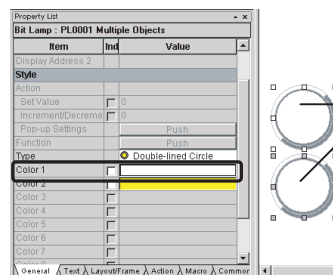 Property List
Bit Lamp : PL0001 Multiple Objects
Item Ind Value
Display Address 2
Style
Action
Set Value 0
Increment/Decreme 0
Pop-up Settings Push
Function Push
Type Double-lined Circle
Color 1
Color 2
Color 3
Color 4
Color 5
Color 6
Color 7
General Text Layout/Frame Action Macro Common